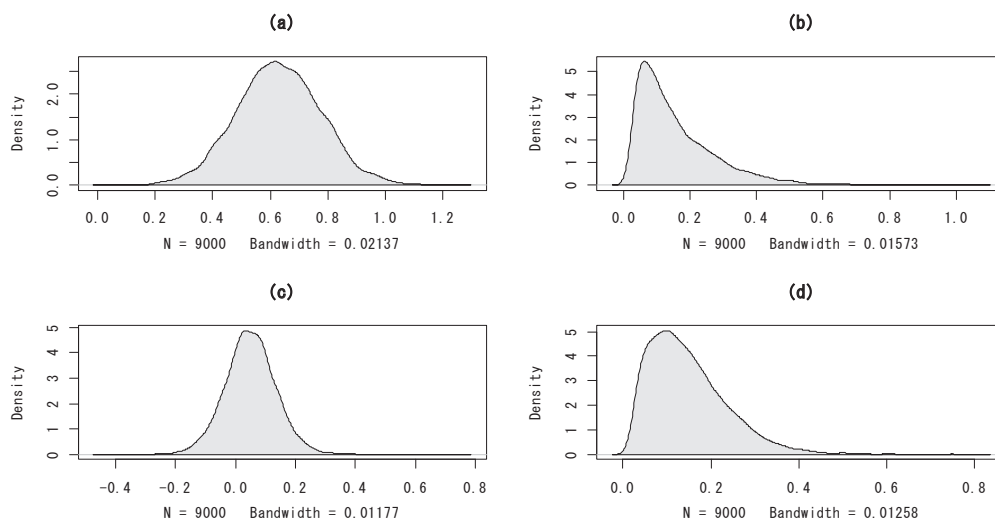 (a)
Density
0.0 1.0 2.0
0.0 0.2 0.4 0.6 0.8 1.0 1.2
N = 9000 Bandwidth = 0.02137
(b)
Density
0 1 2 3 4 5
0.0 0.2 0.4 0.6 0.8 1.0
N = 9000 Bandwidth = 0.01573
(c)
Density
0 1 2 3 4 5
-0.4 -0.2 0.0 0.2 0.4 0.6 0.8
N = 9000 Bandwidth = 0.01177
(d)
Density
0 1 2 3 4 5
0.0 0.2 0.4 0.6 0.8
N = 9000 Bandwidth = 0.01258